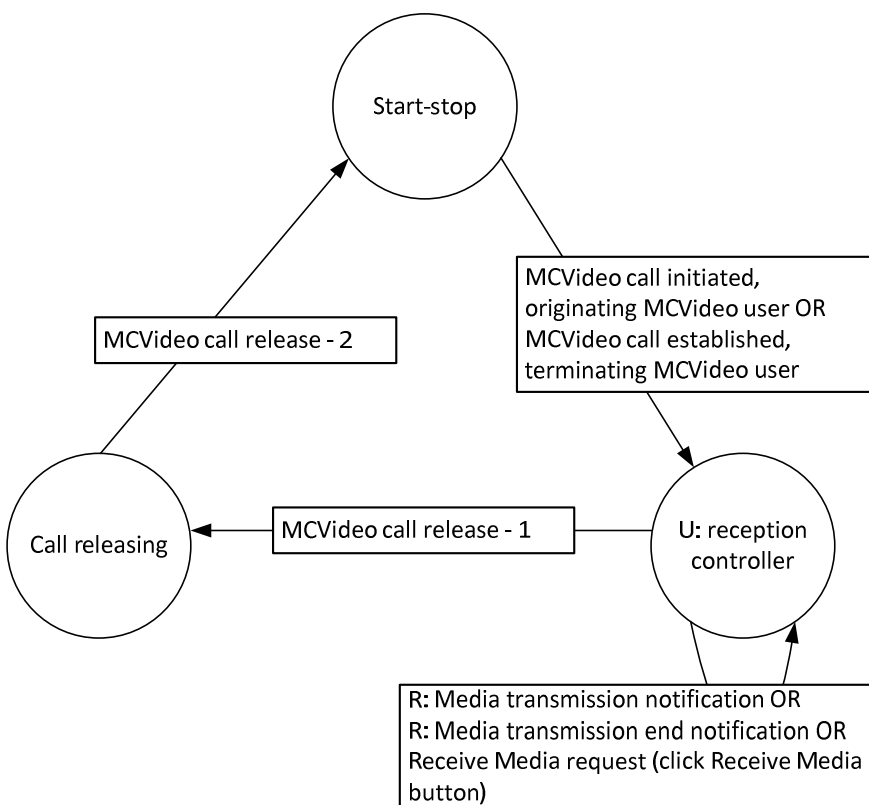 Start-stop
MCVideo call initiated,
originating MCVideo user OR
MCVideo call established,
terminating MCVideo user
MCVideo call release - 2
Call releasing
MCVideo call release - 1
U: reception
controller
R: Media transmission notification OR
R: Media transmission end notification OR
Receive Media request (click Receive Media
button)